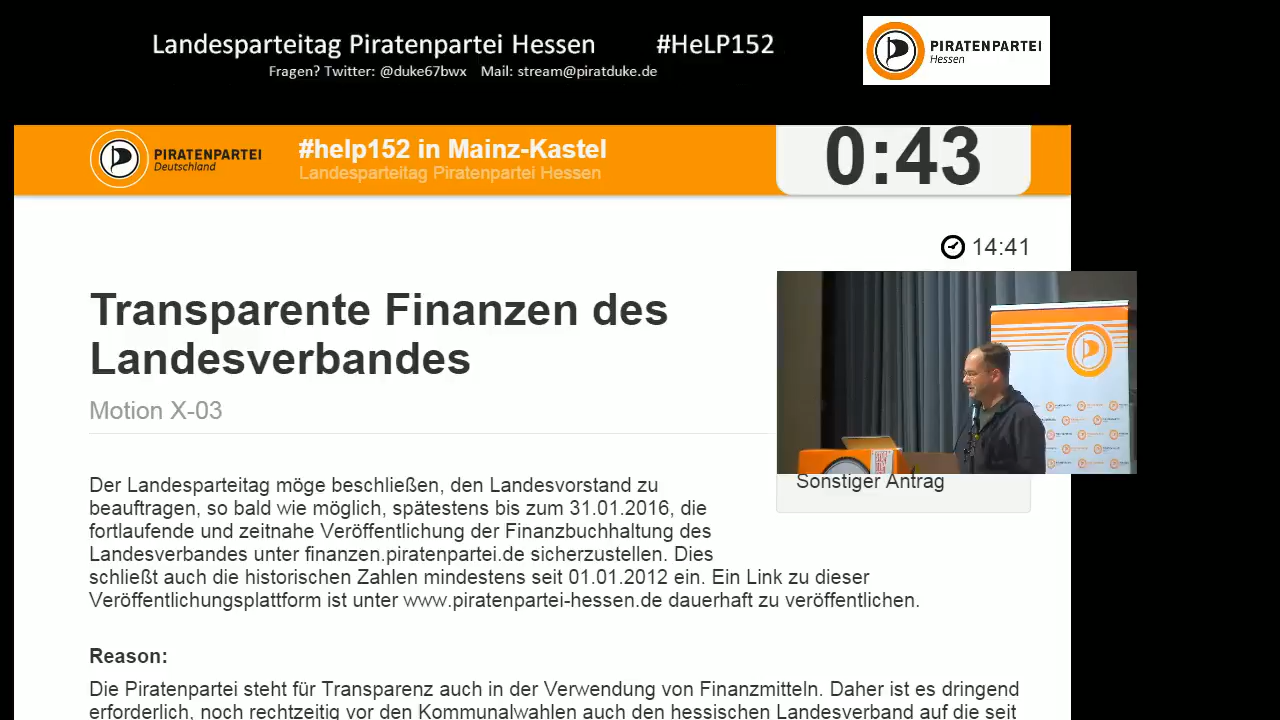 Landesparteitag Piratenpartei Hessen #HeLP152
Fragen? Twitter: @duke67bwx Mail: stream@piratduke.de
PIRATENPARTEI
Hessen
PIRATENPARTEI
Deutschland
#help152 in Mainz-Kastel
Landesparteitag Piratenpartei Hessen
0:43
14:41
Transparente Finanzen des
Landesverbandes
Motion X-03
Sonstiger Antrag
Der Landesparteitag möge beschließen, den Landesvorstand zu
beauftragen, so bald wie möglich, spätestens bis zum 31.01.2016, die
fortlaufende und zeitnahe Veröffentlichung der Finanzbuchhaltung des
Landesverbandes unter finanzen.piratenpartei.de sicherzustellen. Dies
schließt auch die historischen Zahlen mindestens seit 01.01.2012 ein. Ein Link zu dieser
Veröffentlichungsplattform ist unter www.piratenpartei-hessen.de dauerhaft zu veröffentlichen.
Reason:
Die Piratenpartei steht für Transparenz auch in der Verwendung von Finanzmitteln. Daher ist es dringend
erforderlich, noch rechtzeitig vor den Kommunalwahlen auch den hessischen Landesverband auf die seit